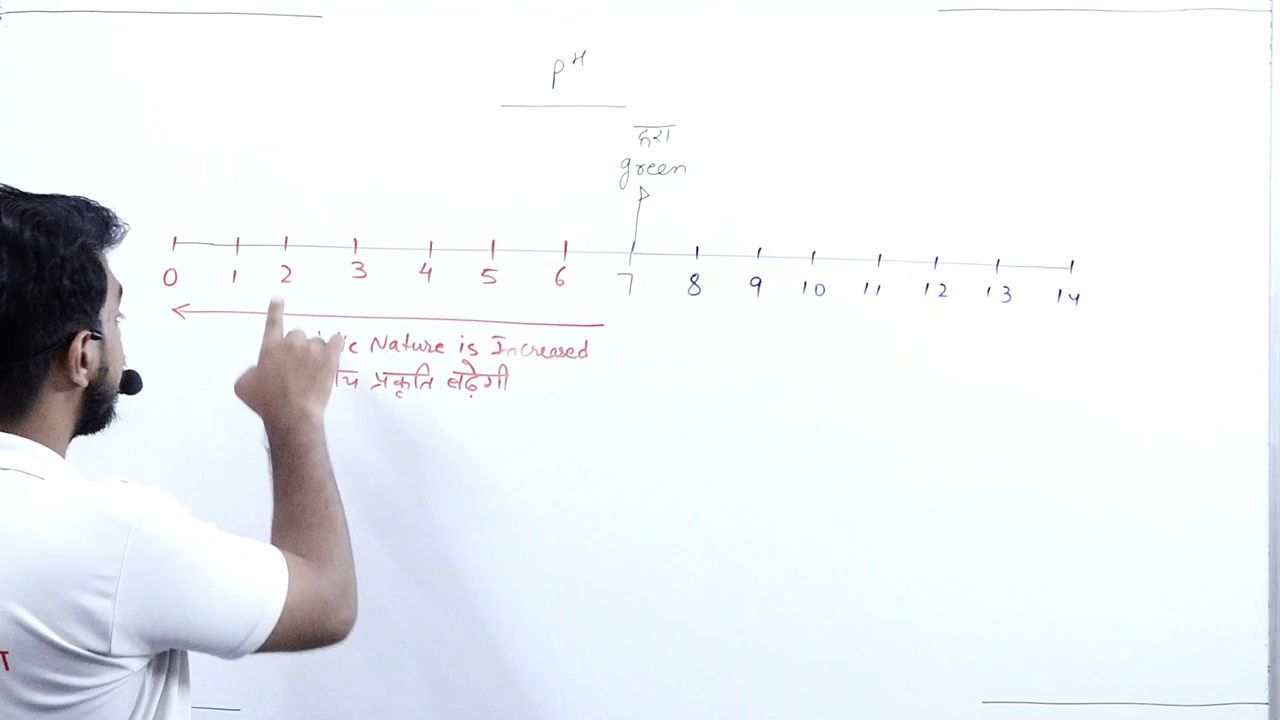 pH
हरा
green
0 1 2 3 4 5 6 7 8 9 10 11 12 13 14
Nature is Increased
प्रकृति बढ़ेगी